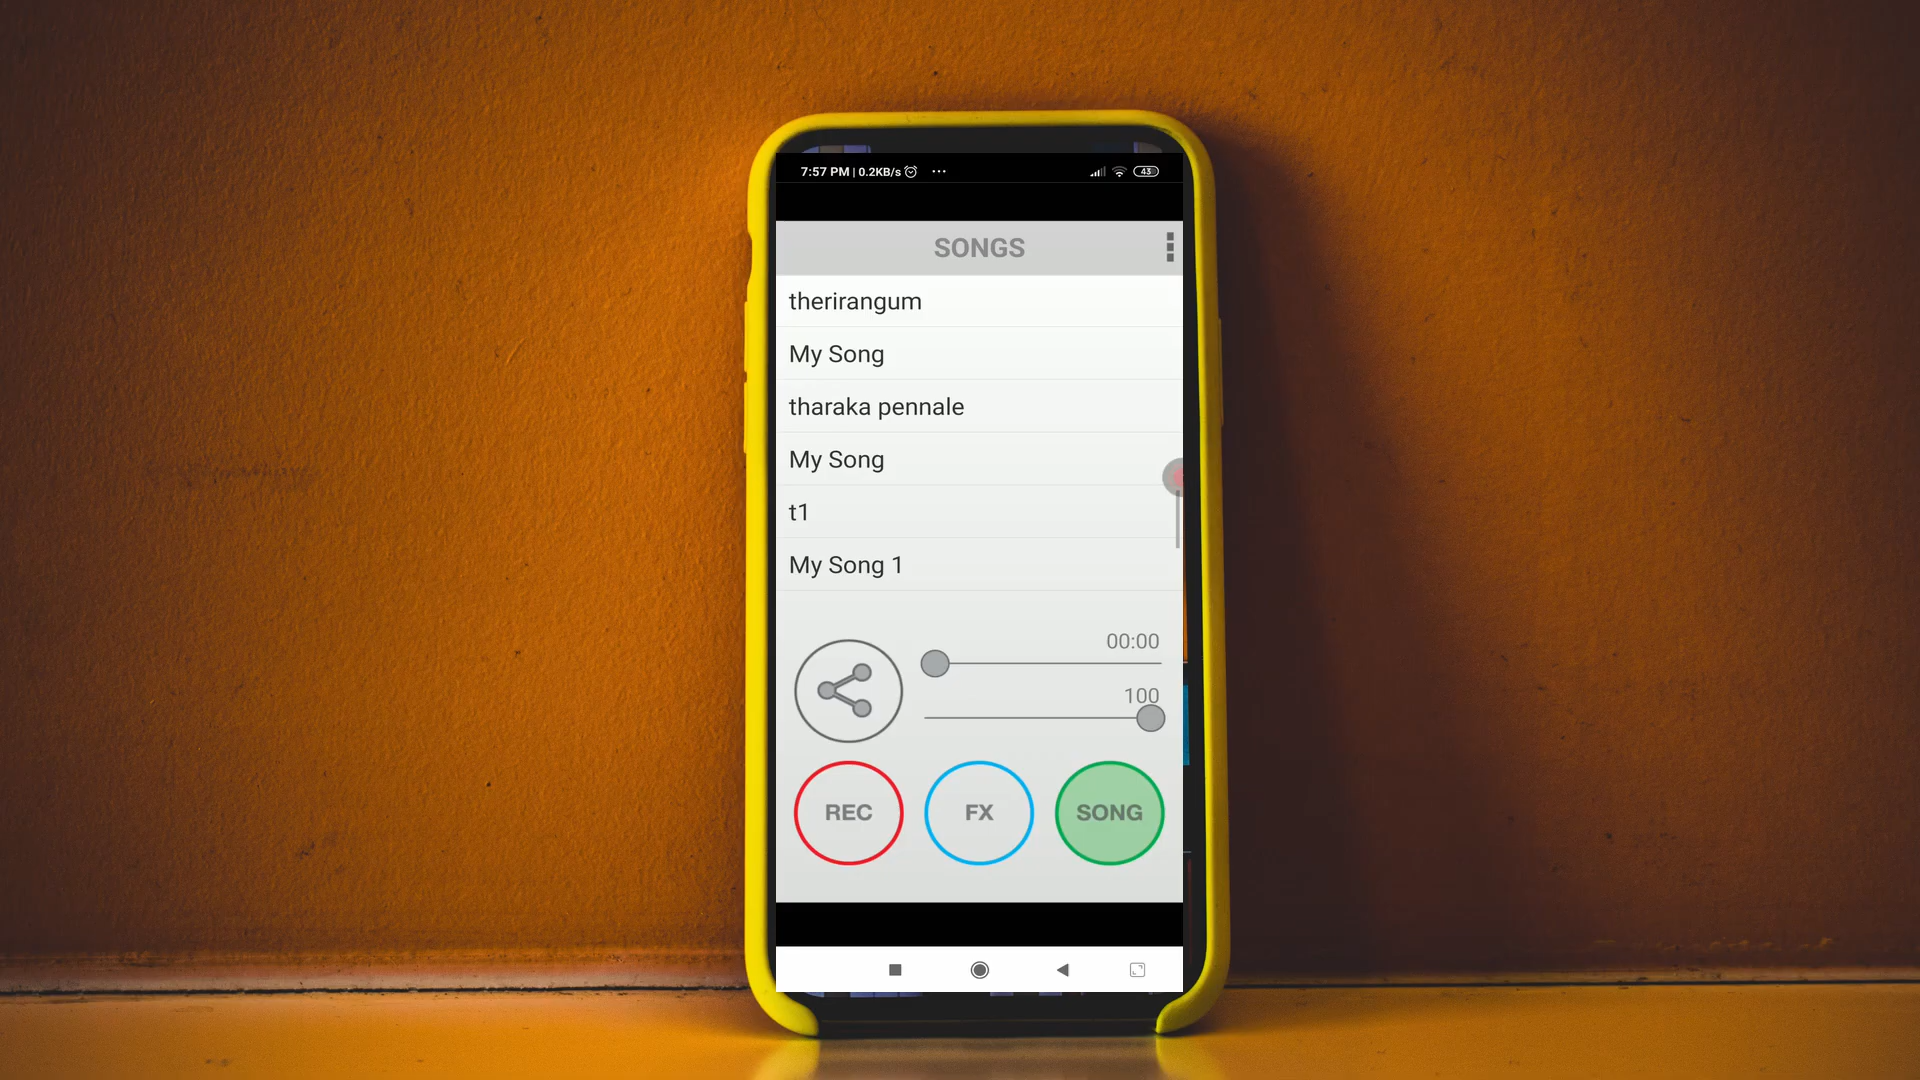 7:57 PM | 0.2KB/s ... 43
SONGS
therirangum
My Song
tharaka pennale
My Song
t1
My Song 1
00:00
100
REC FX SONG